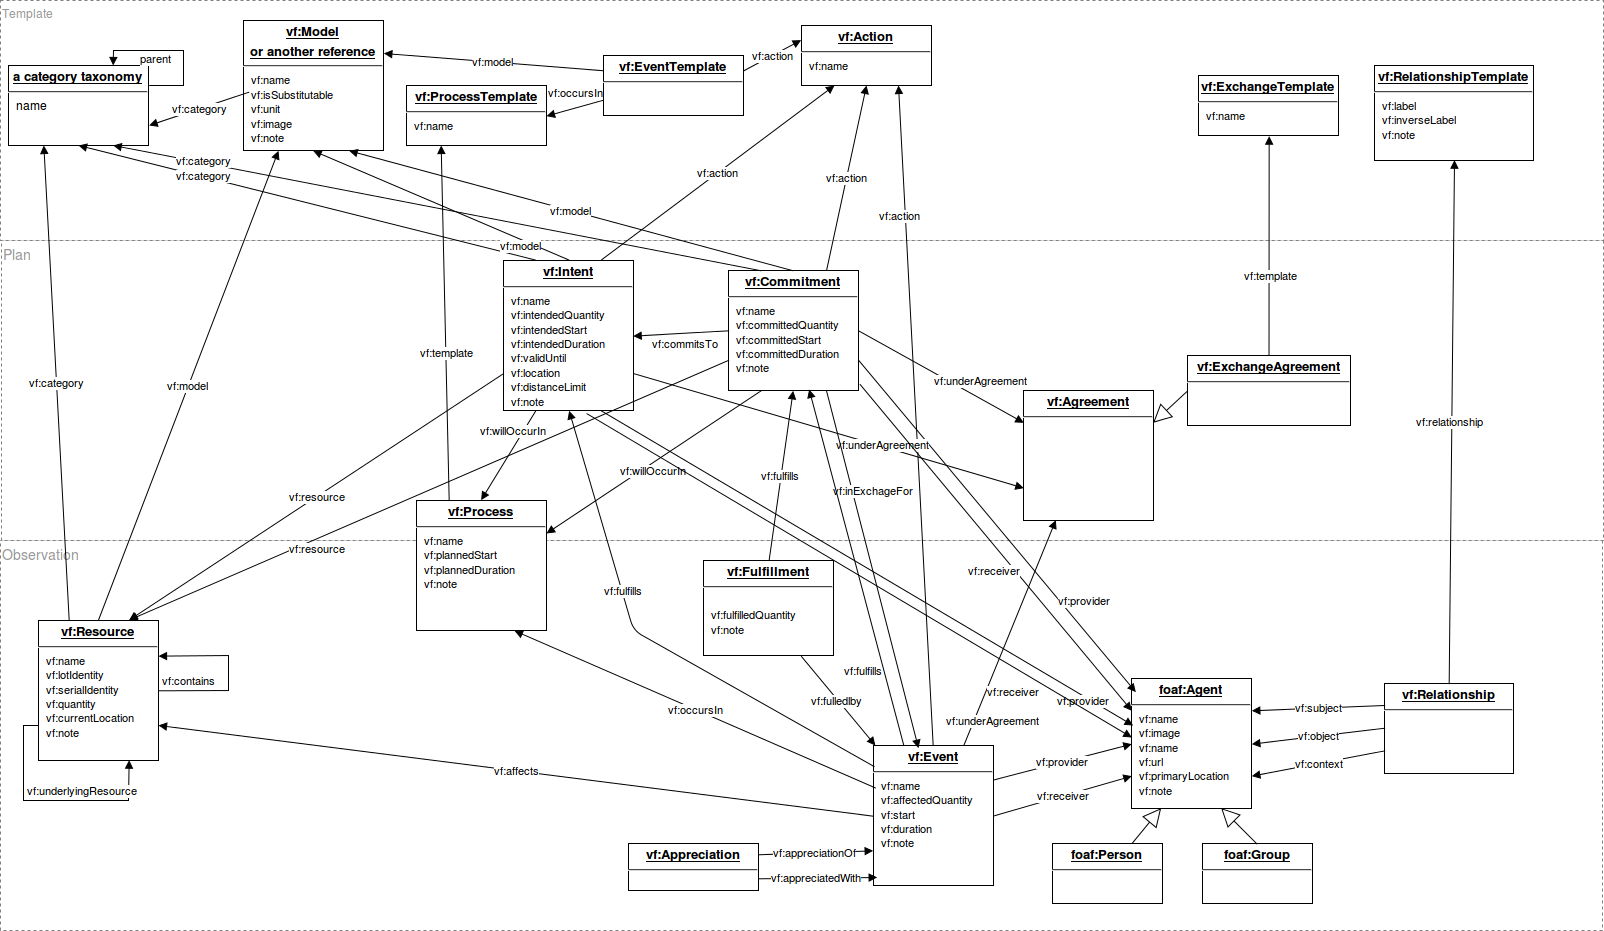 Template
a category taxonomy
name
parent
vf:category
vf:Model
or another reference
vf:name
vf:isSubstitutable
vf:unit
vf:image
vf:note
vf:model
vf:EventTemplate
vf:action
vf:occursIn
vf:ProcessTemplate
vf:name
vf:Action
vf:name
vf:ExchangeTemplate
vf:name
vf:RelationshipTemplate
vf:label
vf:inverseLabel
vf:note
vf:category
vf:category
vf:action
vf:action
vf:action
vf:model
vf:model
Plan
vf:Intent
vf:name
vf:intendedQuantity
vf:intendedStart
vf:intendedDuration
vf:validUntil
vf:location
vf:distanceLimit
vf:note
vf:Commitment
vf:name
vf:committedQuantity
vf:committedStart
vf:committedDuration
vf:note
vf:commitsTo
vf:template
vf:template
vf:category
vf:model
vf:underAgreement
vf:Agreement
vf:ExchangeAgreement
vf:relationship
vf:willOccurIn
vf:willOccurIn
vf:underAgreement
vf:fulfills
vf:inExchageFor
vf:resource
vf:resource
vf:Process
vf:name
vf:plannedStart
vf:plannedDuration
vf:note
Observation
vf:Fulfillment
vf:fulfilledQuantity
vf:note
vf:fulfills
vf:receiver
vf:provider
vf:Resource
vf:name
vf:lotIdentity
vf:serialIdentity
vf:quantity
vf:currentLocation
vf:note
vf:contains
vf:underlyingResource
vf:fulfills
vf:fulledIby
vf:occursIn
vf:receiver
vf:provider
vf:underAgreement
vf:affects
vf:Event
vf:name
vf:affectedQuantity
vf:start
vf:duration
vf:note
vf:provider
vf:receiver
foaf:Agent
vf:name
vf:image
vf:name
vf:url
vf:primaryLocation
vf:note
vf:subject
vf:object
vf:context
vf:Relationship
vf:Appreciation
vf:appreciationOf
vf:appreciatedWith
foaf:Person
foaf:Group